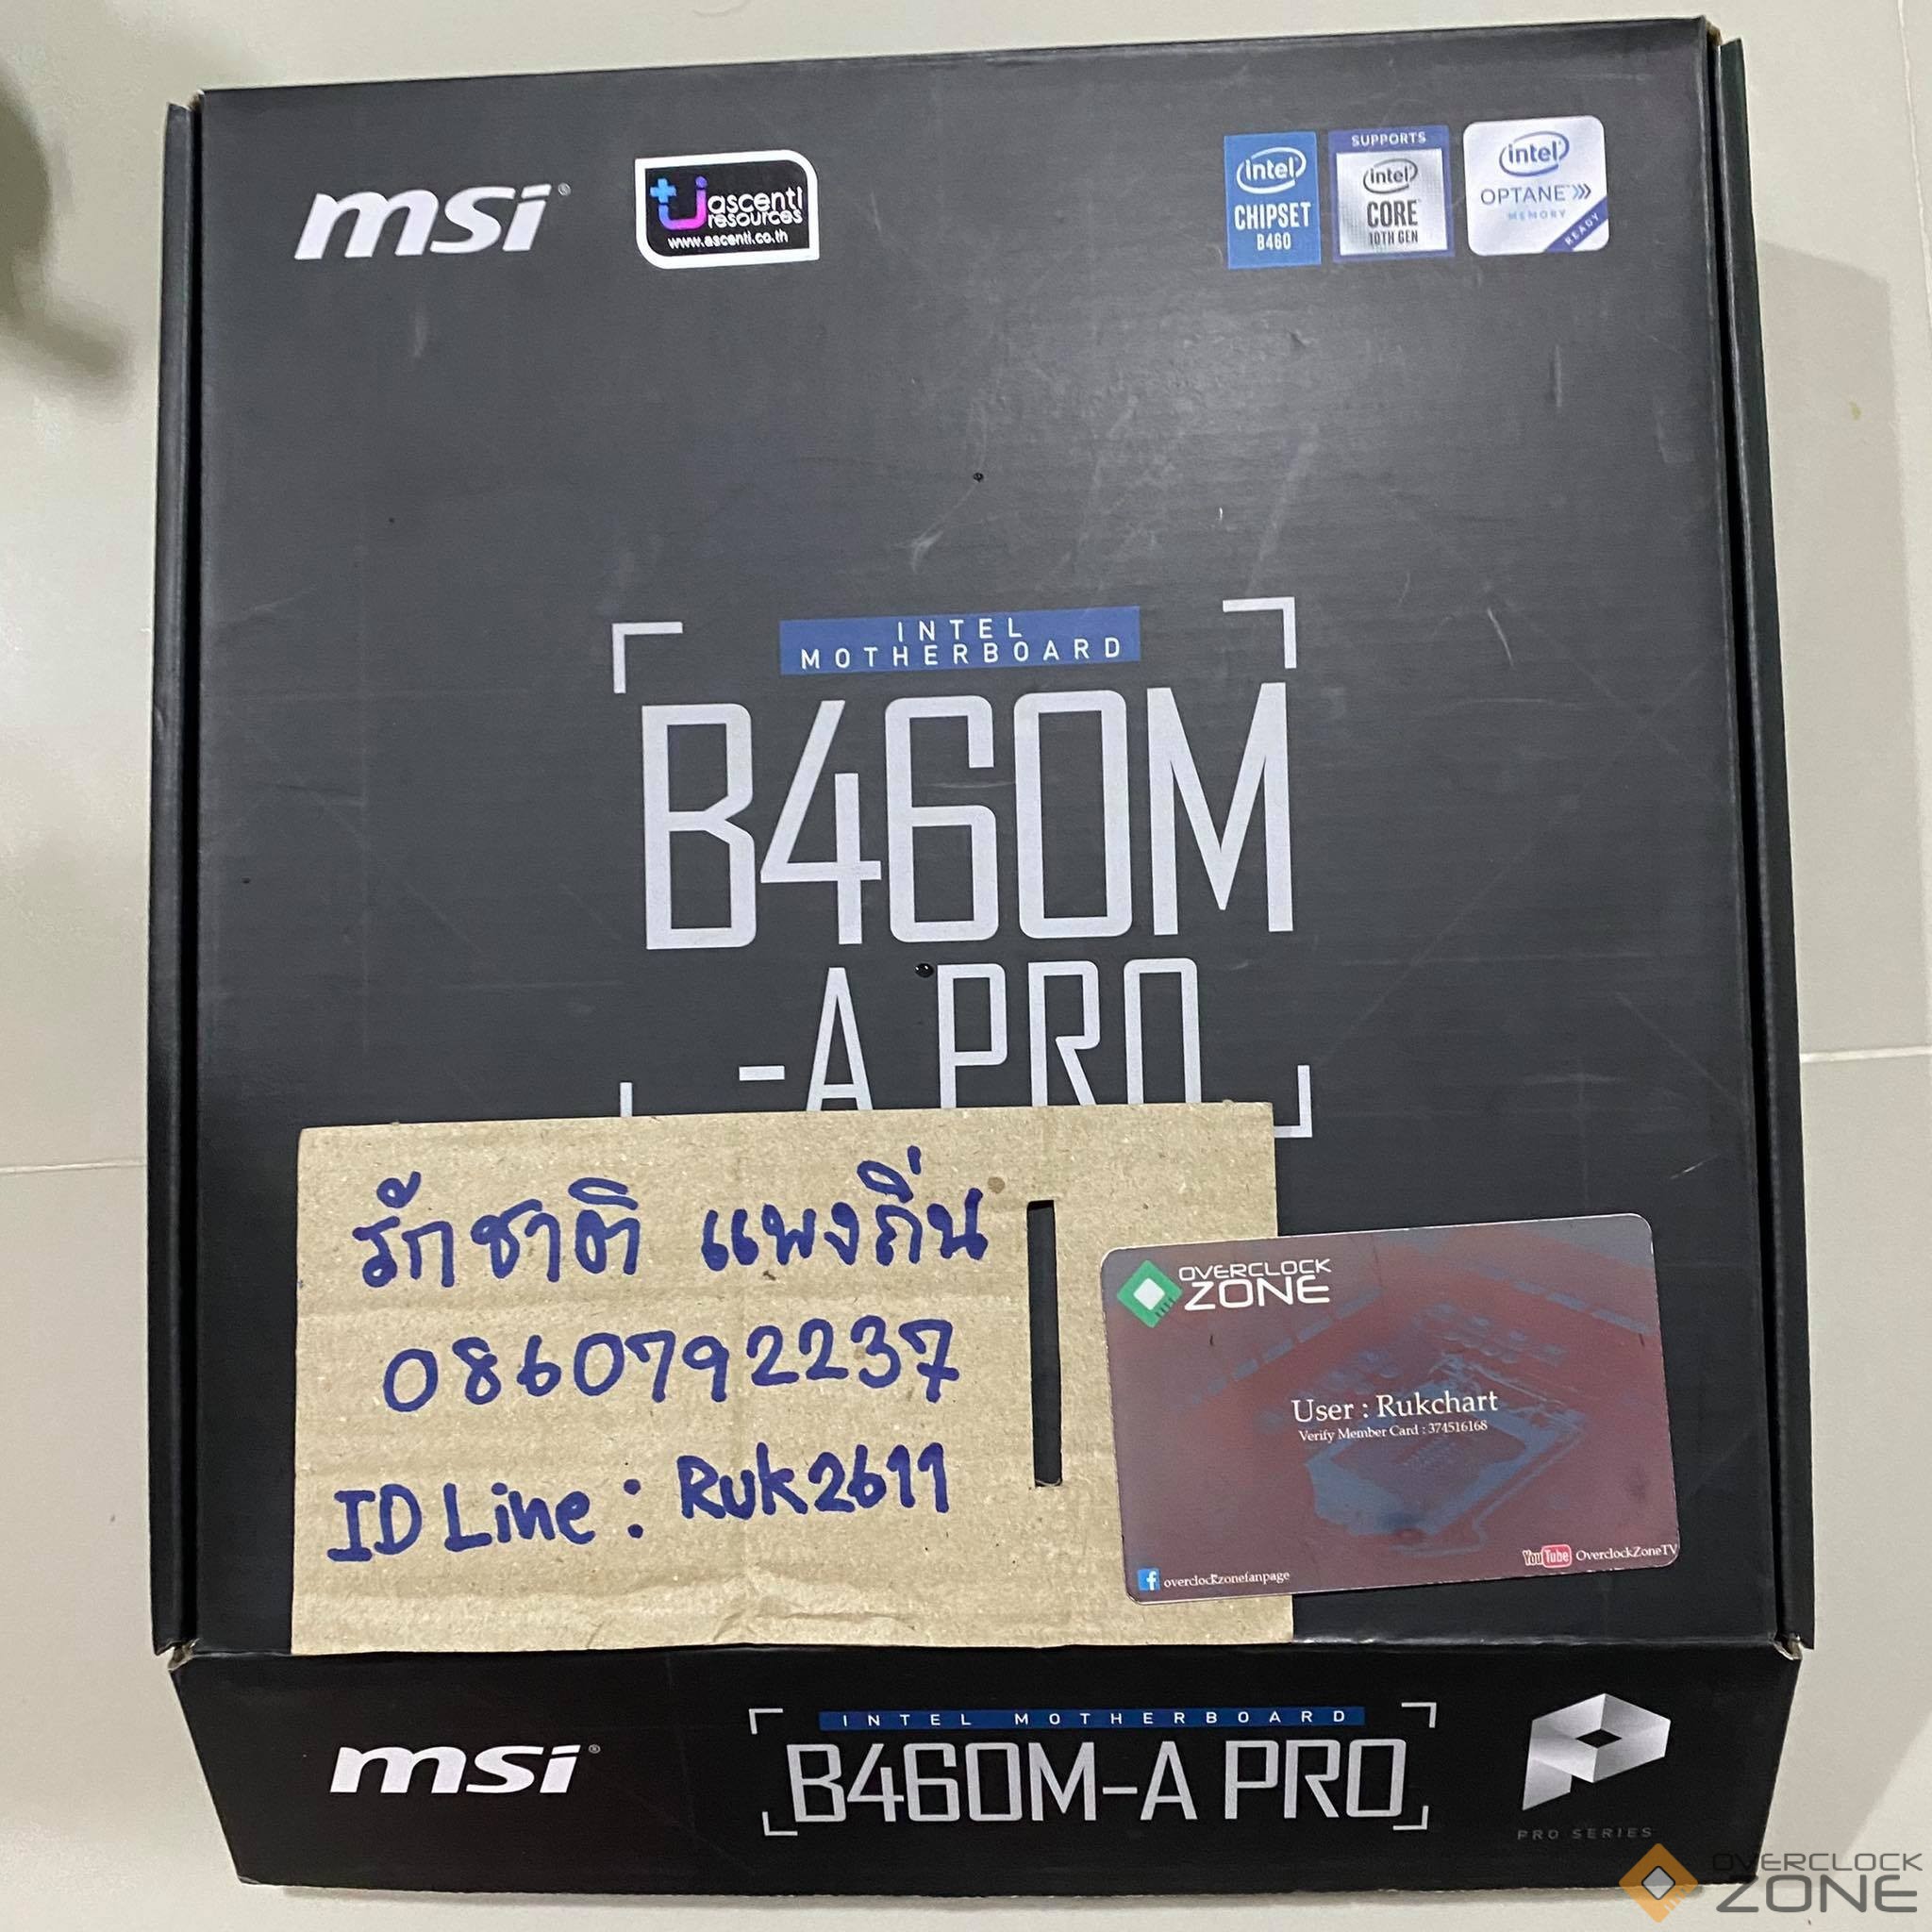 msi
ascenti
resources
www.ascenti.co.th
intel
CHIPSET
B460
SUPPORTS
intel
CORE
10TH GEN
intel
OPTANE
MEMORY
READY
INTEL
MOTHERBOARD
B460M
-A PRO
รักชาติ แพงถิ่น
0860792237
ID Line : Ruk2611
OVERCLOCK
ZONE
User : Rukchart
Verify Member Card : 374516168
overclockzonefanpage
YouTube OverclockZoneTV
msi
INTEL MOTHERBOARD
B460M-A PRO
PRO SERIES
OVERCLOCK
ZONE